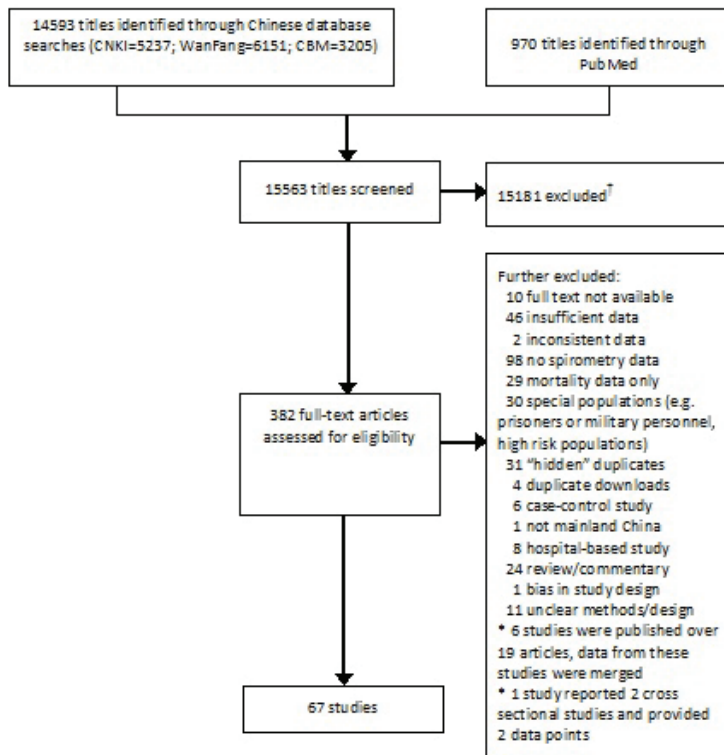 14593 titles identified through Chinese database
searches (CNKI=5237; WanFang=6151; CBM=3205)
970 titles identified through
PubMed
15563 titles screened
15181 excluded†
382 full-text articles
assessed for eligibility
Further excluded:
10 full text not available
46 insufficient data
2 inconsistent data
98 no spirometry data
29 mortality data only
30 special populations (e.g.
prisoners or military personnel,
high risk populations)
31 "hidden" duplicates
4 duplicate downloads
6 case-control study
1 not mainland China
8 hospital-based study
24 review/commentary
1 bias in study design
11 unclear methods/design
* 6 studies were published over
19 articles, data from these
studies were merged
* 1 study reported 2 cross
sectional studies and provided
2 data points
67 studies